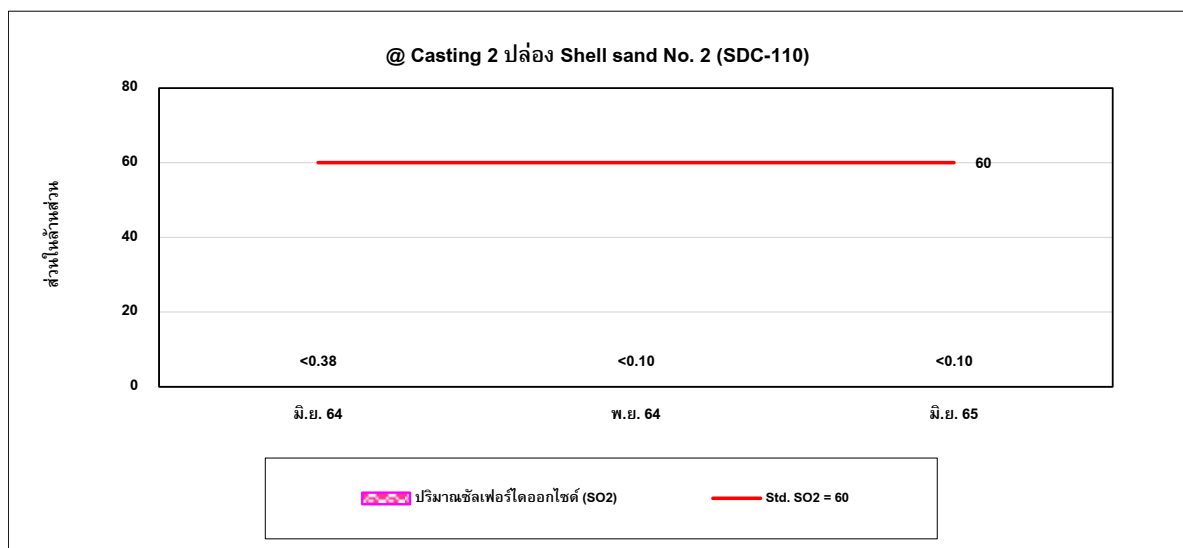 @ Casting 2 ปล่อง Shell sand No. 2 (SDC-110)
ส่วนในล้านส่วน
80
60
40
20
0
60
<0.38 <0.10 <0.10
มิ.ย. 64 พ.ย. 64 มิ.ย. 65
ปริมาณซัลเฟอร์ไดออกไซด์ (SO2) Std. SO2 = 60